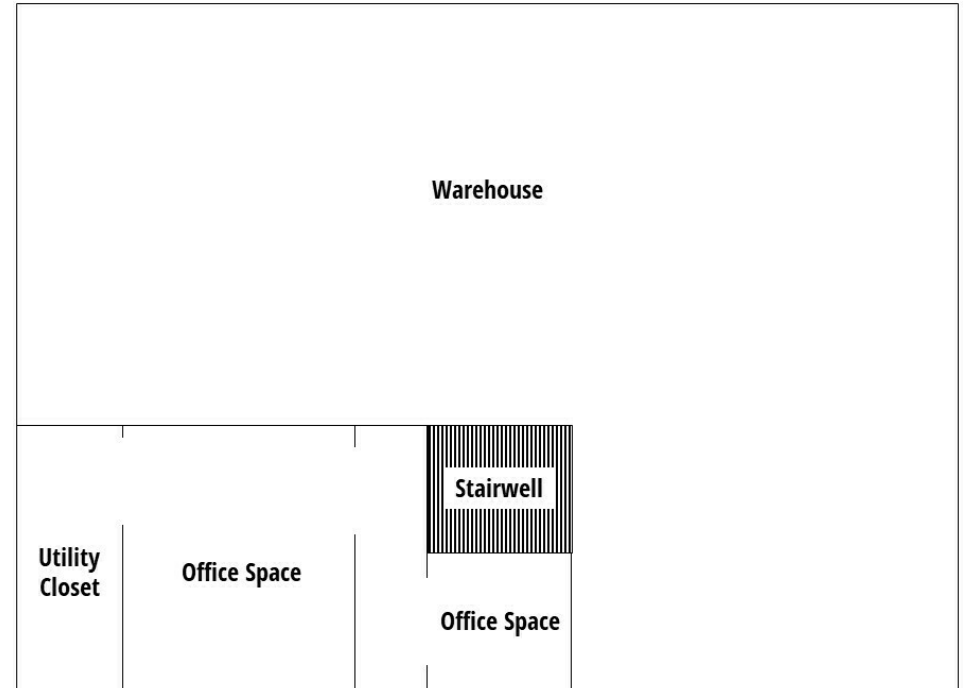 Warehouse
Stairwell
Utility
Closet
Office Space
Office Space